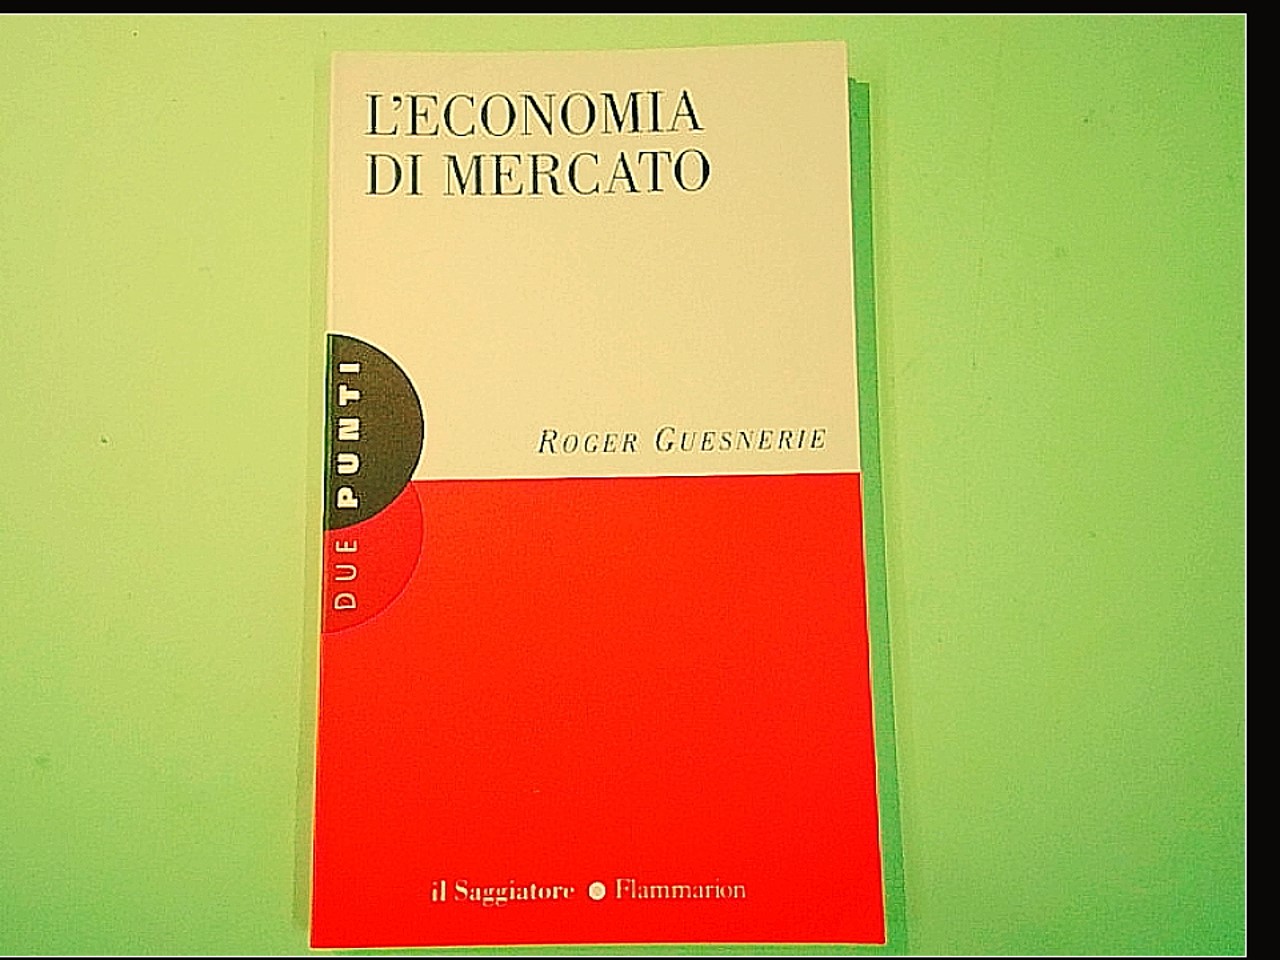 L'ECONOMIA
DI MERCATO
ROGER GUESNERIE
DUE PUNTI
il Saggiatore Flammarion